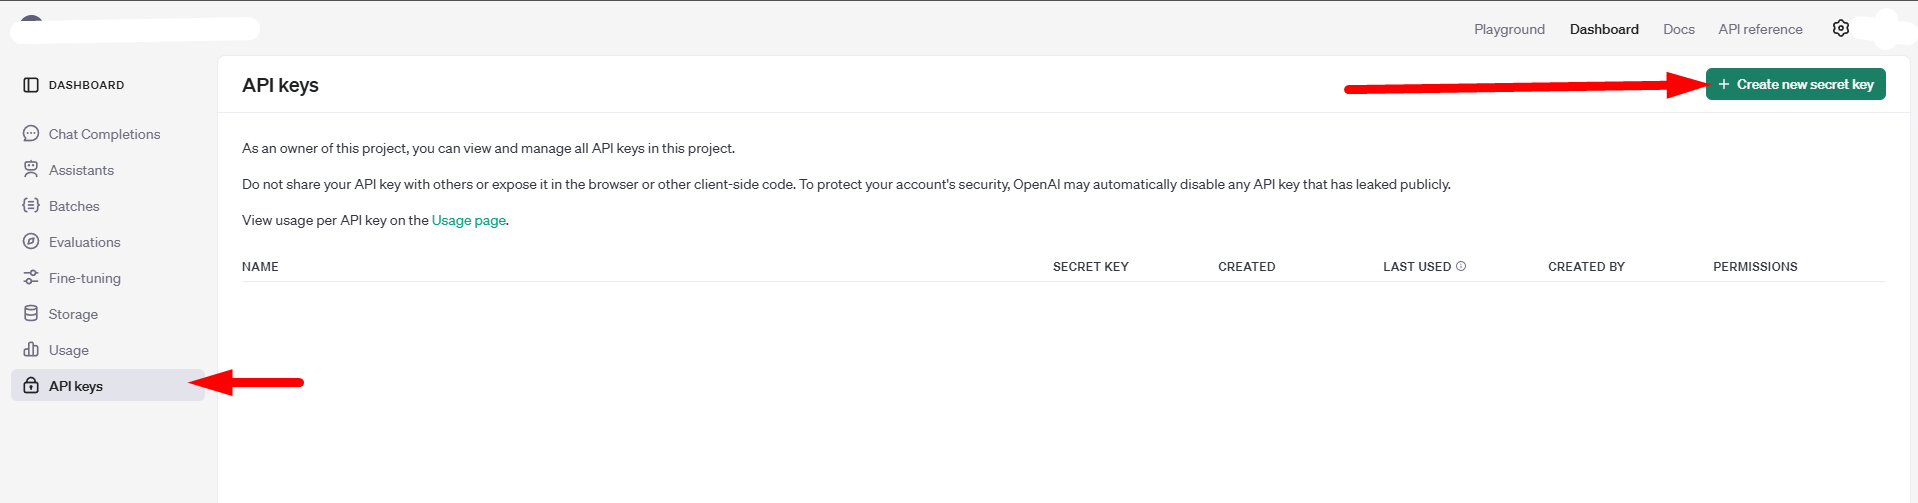 Playground Dashboard Docs API reference
DASHBOARD
Chat Completions
Assistants
Batches
Evaluations
Fine-tuning
Storage
Usage
API keys
API keys
+ Create new secret key
As an owner of this project, you can view and manage all API keys in this project.
Do not share your API key with others or expose it in the browser or other client-side code. To protect your account's security, OpenAI may automatically disable any API key that has leaked publicly.
View usage per API key on the Usage page.
NAME SECRET KEY CREATED LAST USED CREATED BY PERMISSIONS